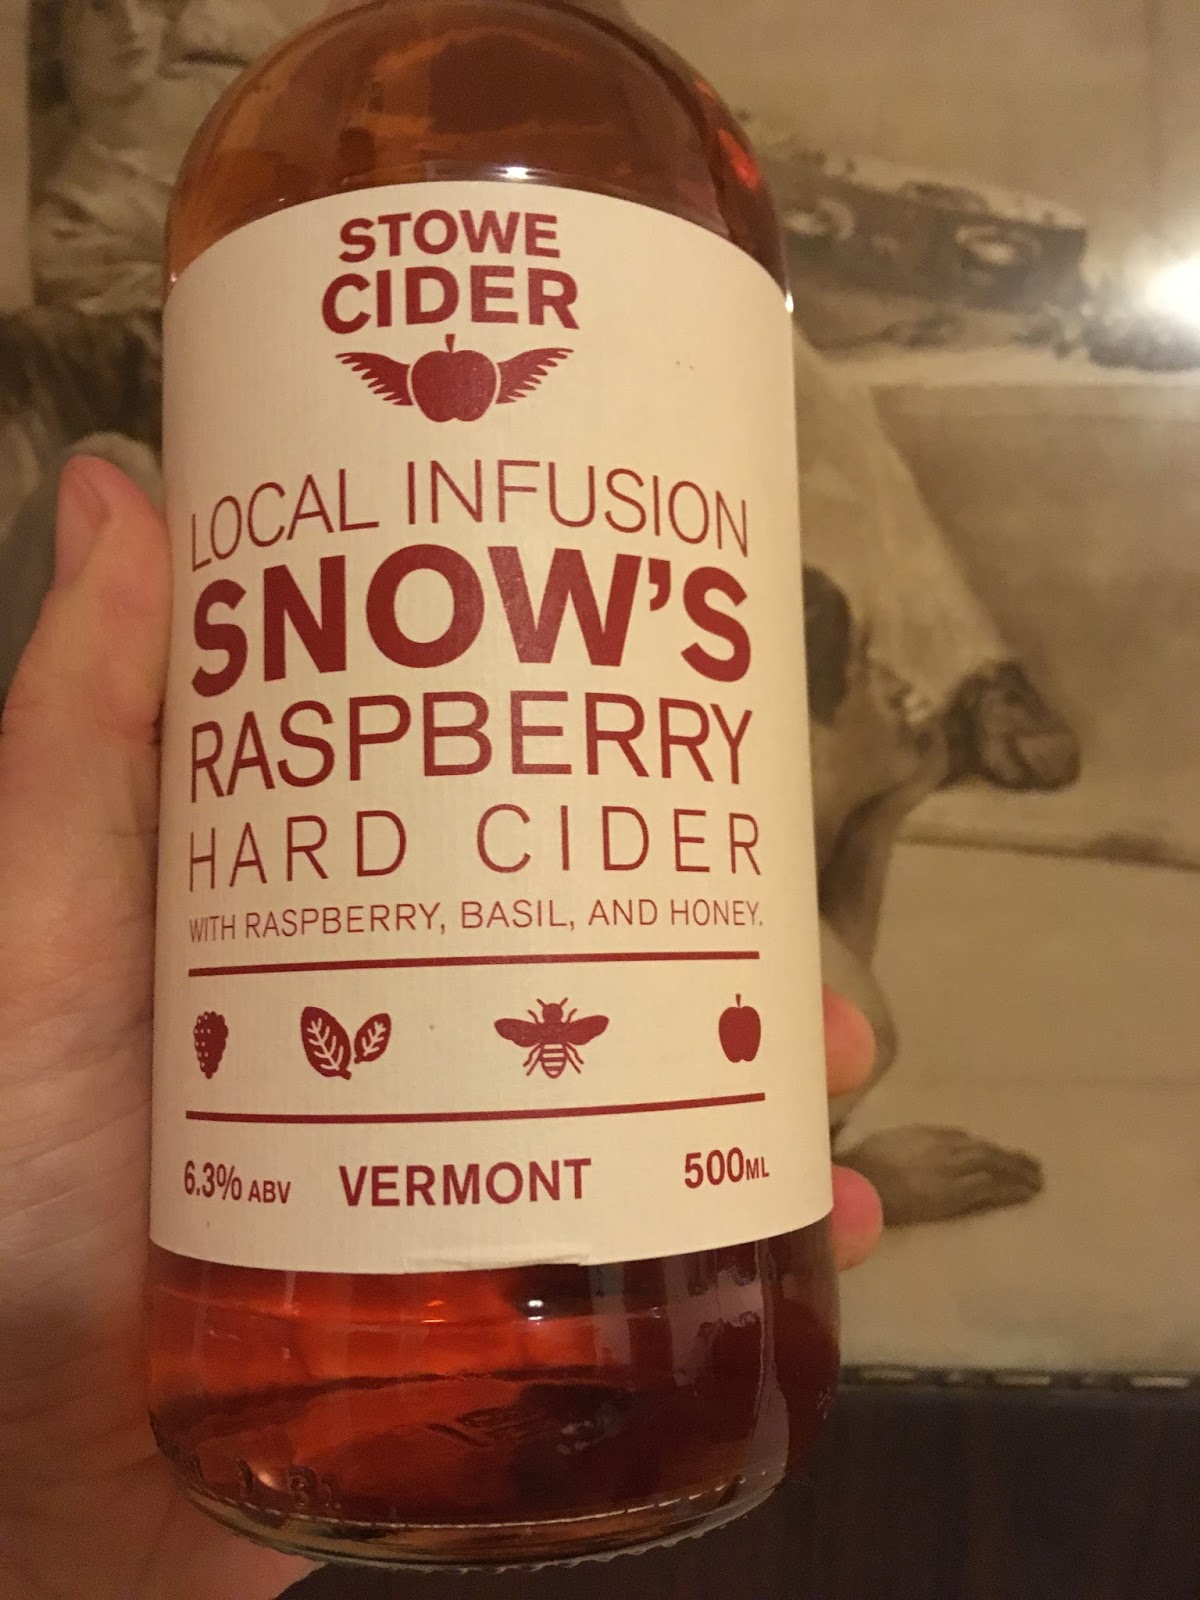 STOWE
CIDER
LOCAL INFUSION
SNOW'S
RASPBERRY
HARD CIDER
WITH RASPBERRY, BASIL, AND HONEY.
6.3% ABV VERMONT 500ML